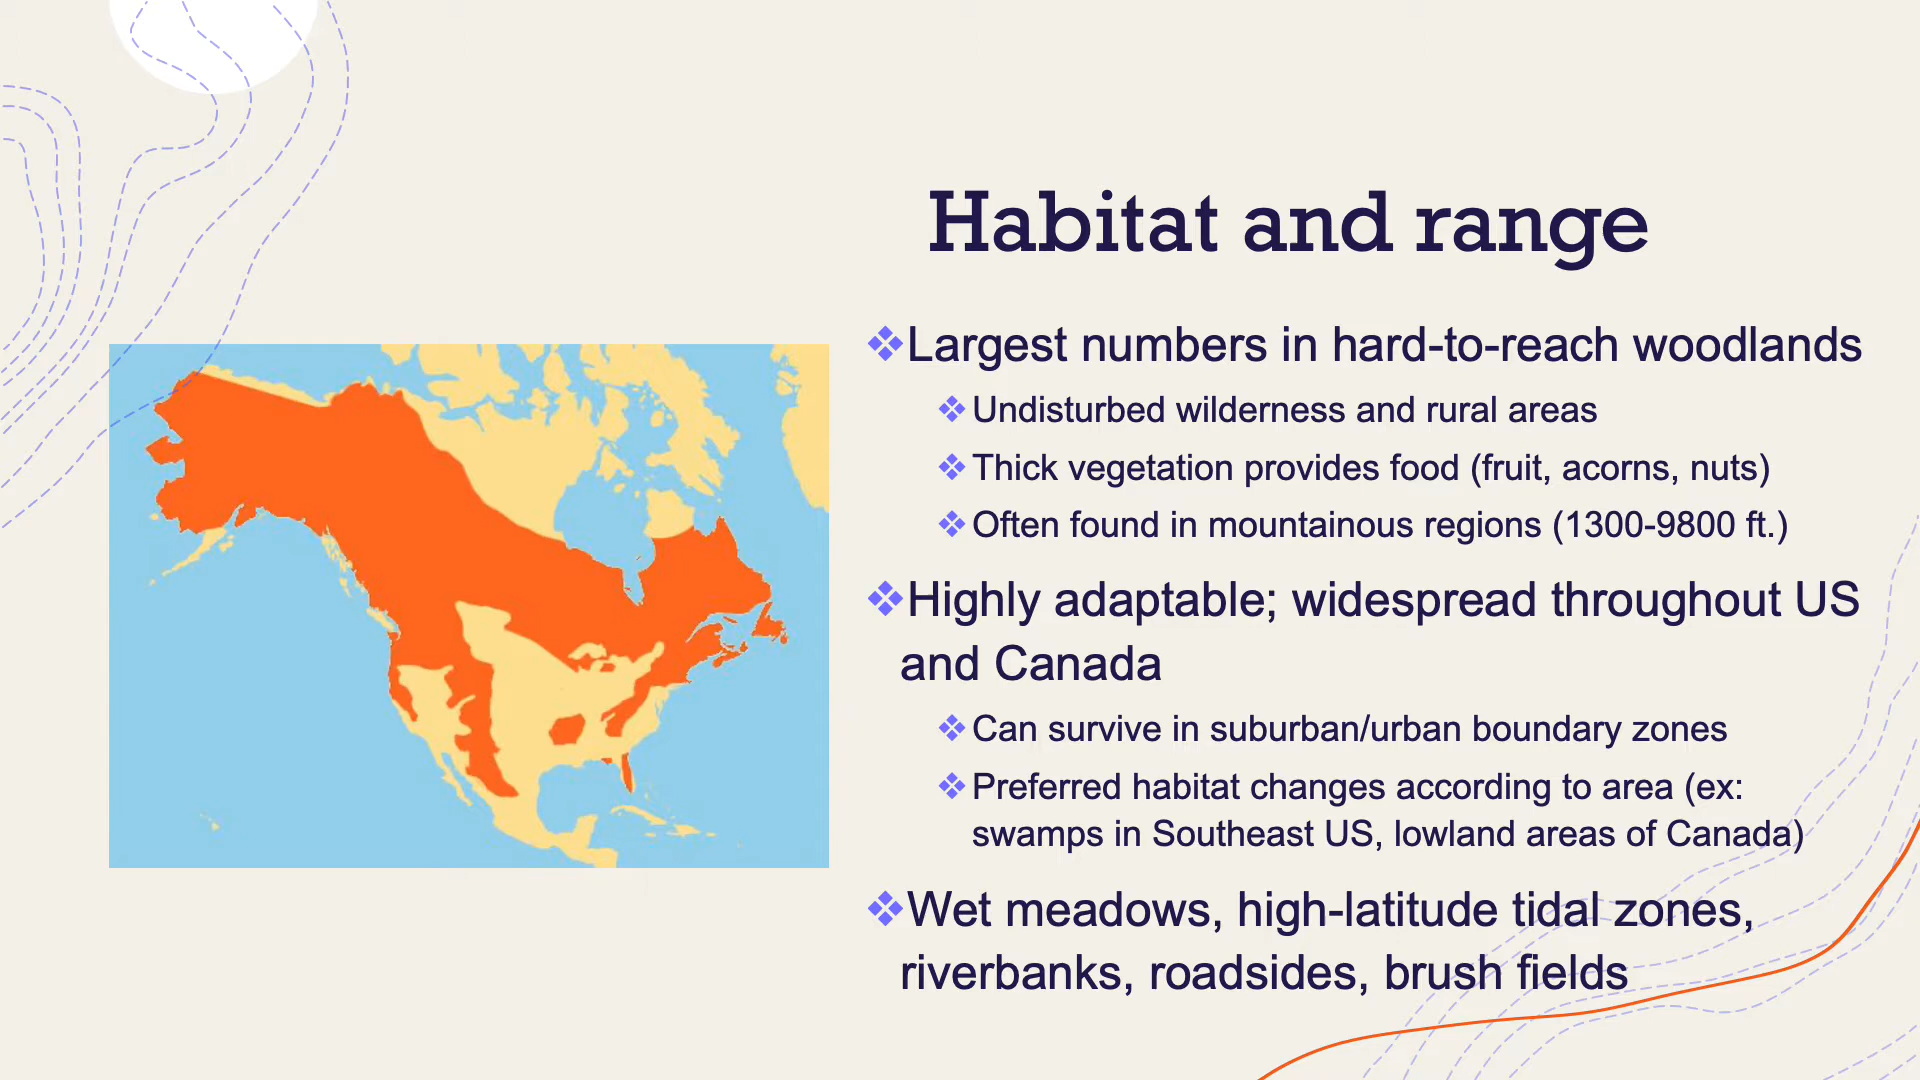 Habitat and range
❖Largest numbers in hard-to-reach woodlands
❖Undisturbed wilderness and rural areas
❖Thick vegetation provides food (fruit, acorns, nuts)
❖Often found in mountainous regions (1300-9800 ft.)
❖Highly adaptable; widespread throughout US
and Canada
❖Can survive in suburban/urban boundary zones
❖Preferred habitat changes according to area (ex:
swamps in Southeast US, lowland areas of Canada)
❖Wet meadows, high-latitude tidal zones,
riverbanks, roadsides, brush fields